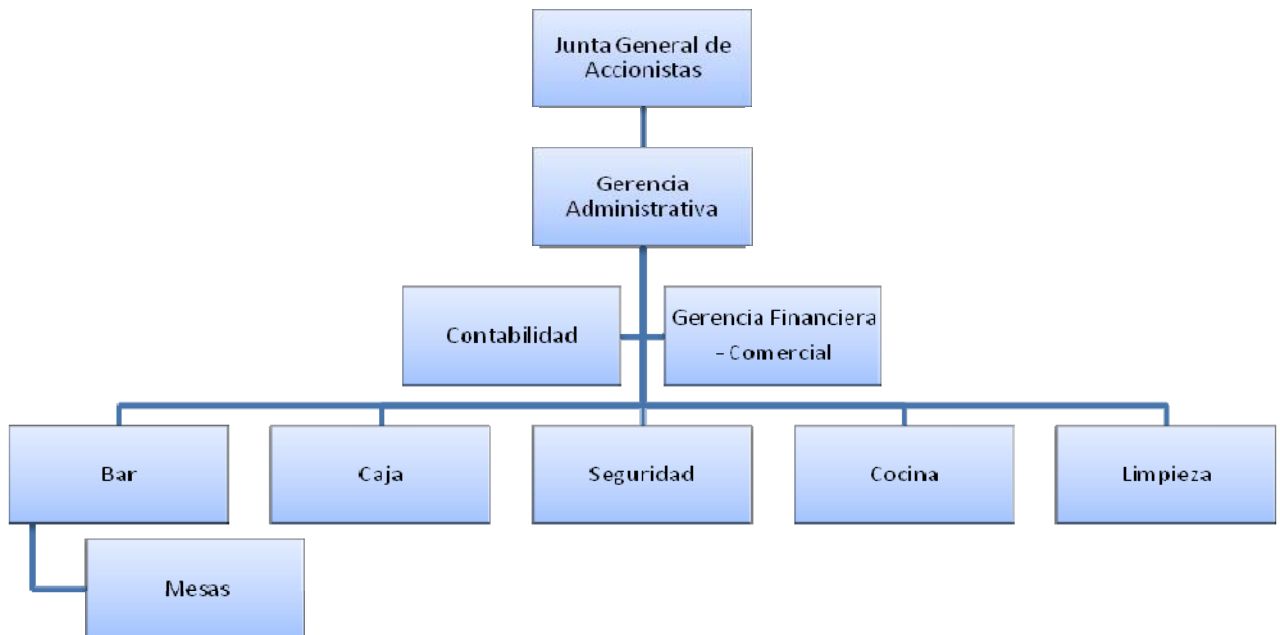 Junta General de
Accionistas
Gerencia
Administrativa
Contabilidad
Gerencia Financiera
- Comercial
Bar
Caja
Seguridad
Cocina
Limpieza
Mesas